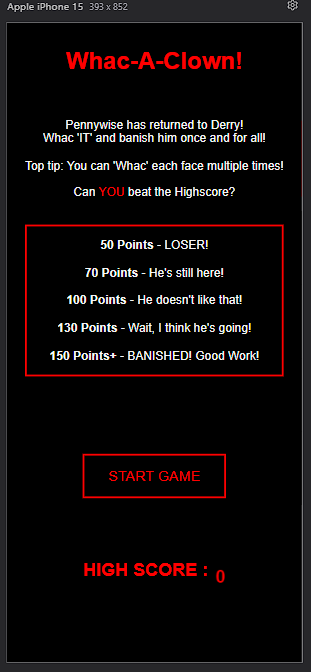 Apple iPhone 15 393 x 852
Whac-A-Clown!
Pennywise has returned to Derry!
Whac 'IT' and banish him once and for all!
Top tip: You can 'Whac' each face multiple times!
Can YOU beat the Highscore?
50 Points - LOSER!
70 Points - He's still here!
100 Points - He doesn't like that!
130 Points - Wait, I think he's going!
150 Points+ - BANISHED! Good Work!
START GAME
HIGH SCORE : 0